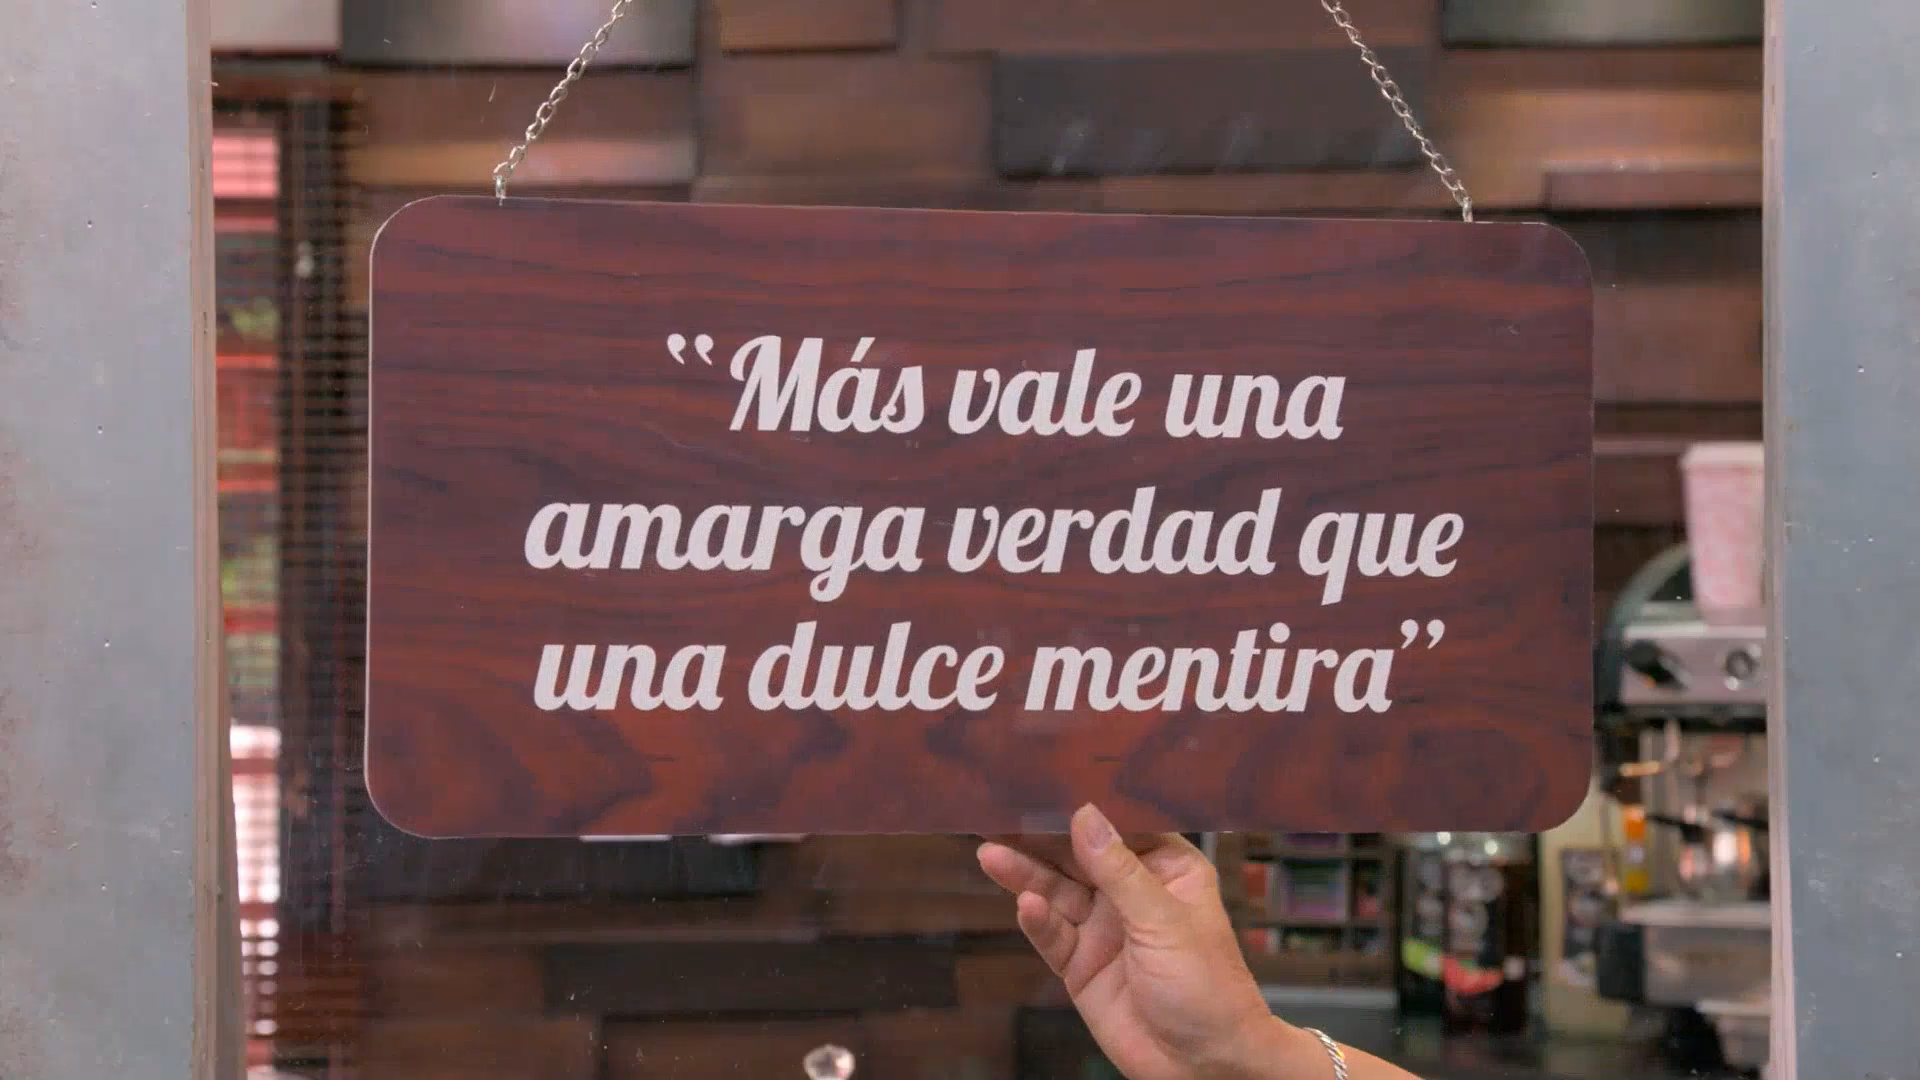 “Más vale una
amarga verdad que
una dulce mentira”